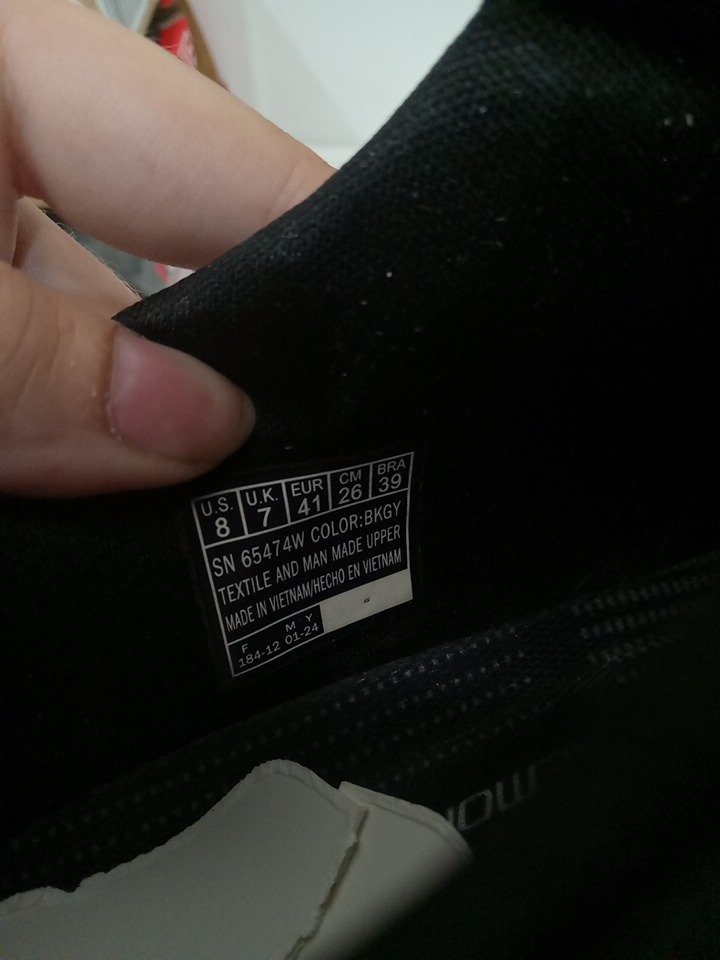 U.S. U.K. EUR CM BRA
8 7 41 26 39
SN 65474W COLOR:BKGY
TEXTILE AND MAN MADE UPPER
MADE IN VIETNAM/HECHO EN VIETNAM
F M Y
184-12 01-24